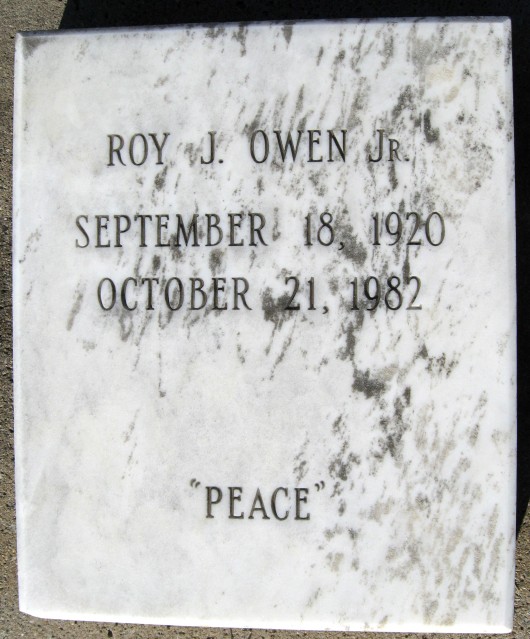 ROY J. OWEN JR.
SEPTEMBER 18, 1920
OCTOBER 21, 1982
"PEACE"